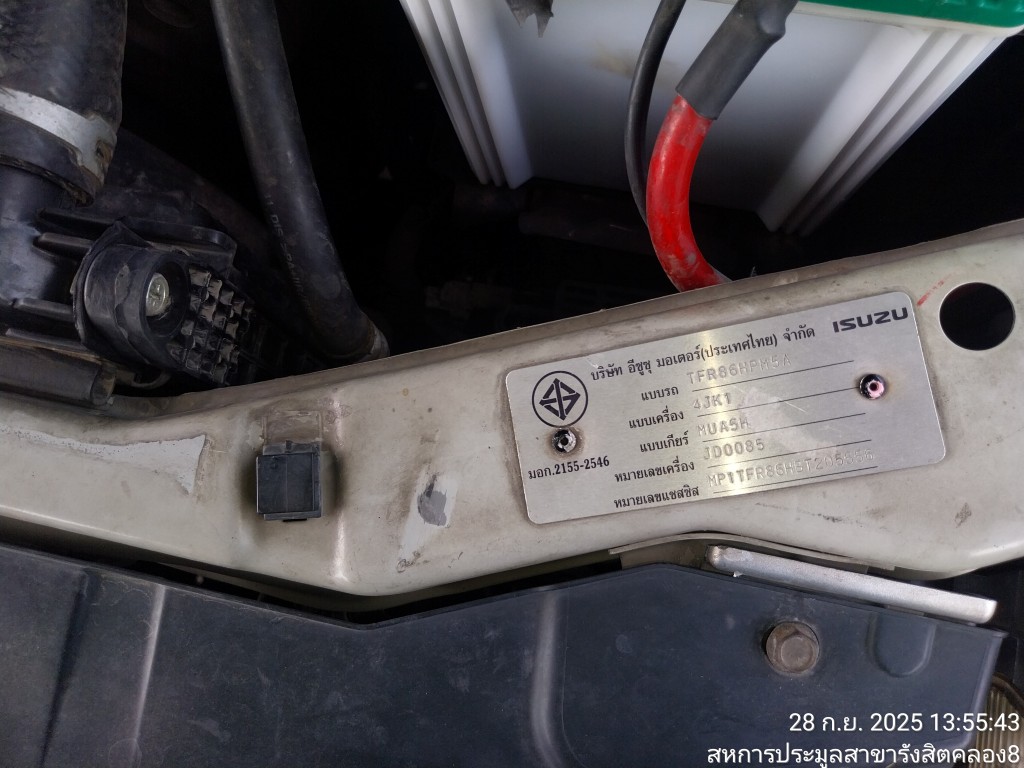 บริษัท อีซูซุ มอเตอร์(ประเทศไทย) จำกัด ISUZU
แบบรถ TFR86HPM5A
แบบเครื่อง 4JK1
แบบเกียร์ MUA5H
หมายเลขเครื่อง JD0085
หมายเลขแชสซิส
มอก.2155-2546
28 ก.ย. 2025 13:55:43
สหการประมูลสาขารังสิตคลอง8